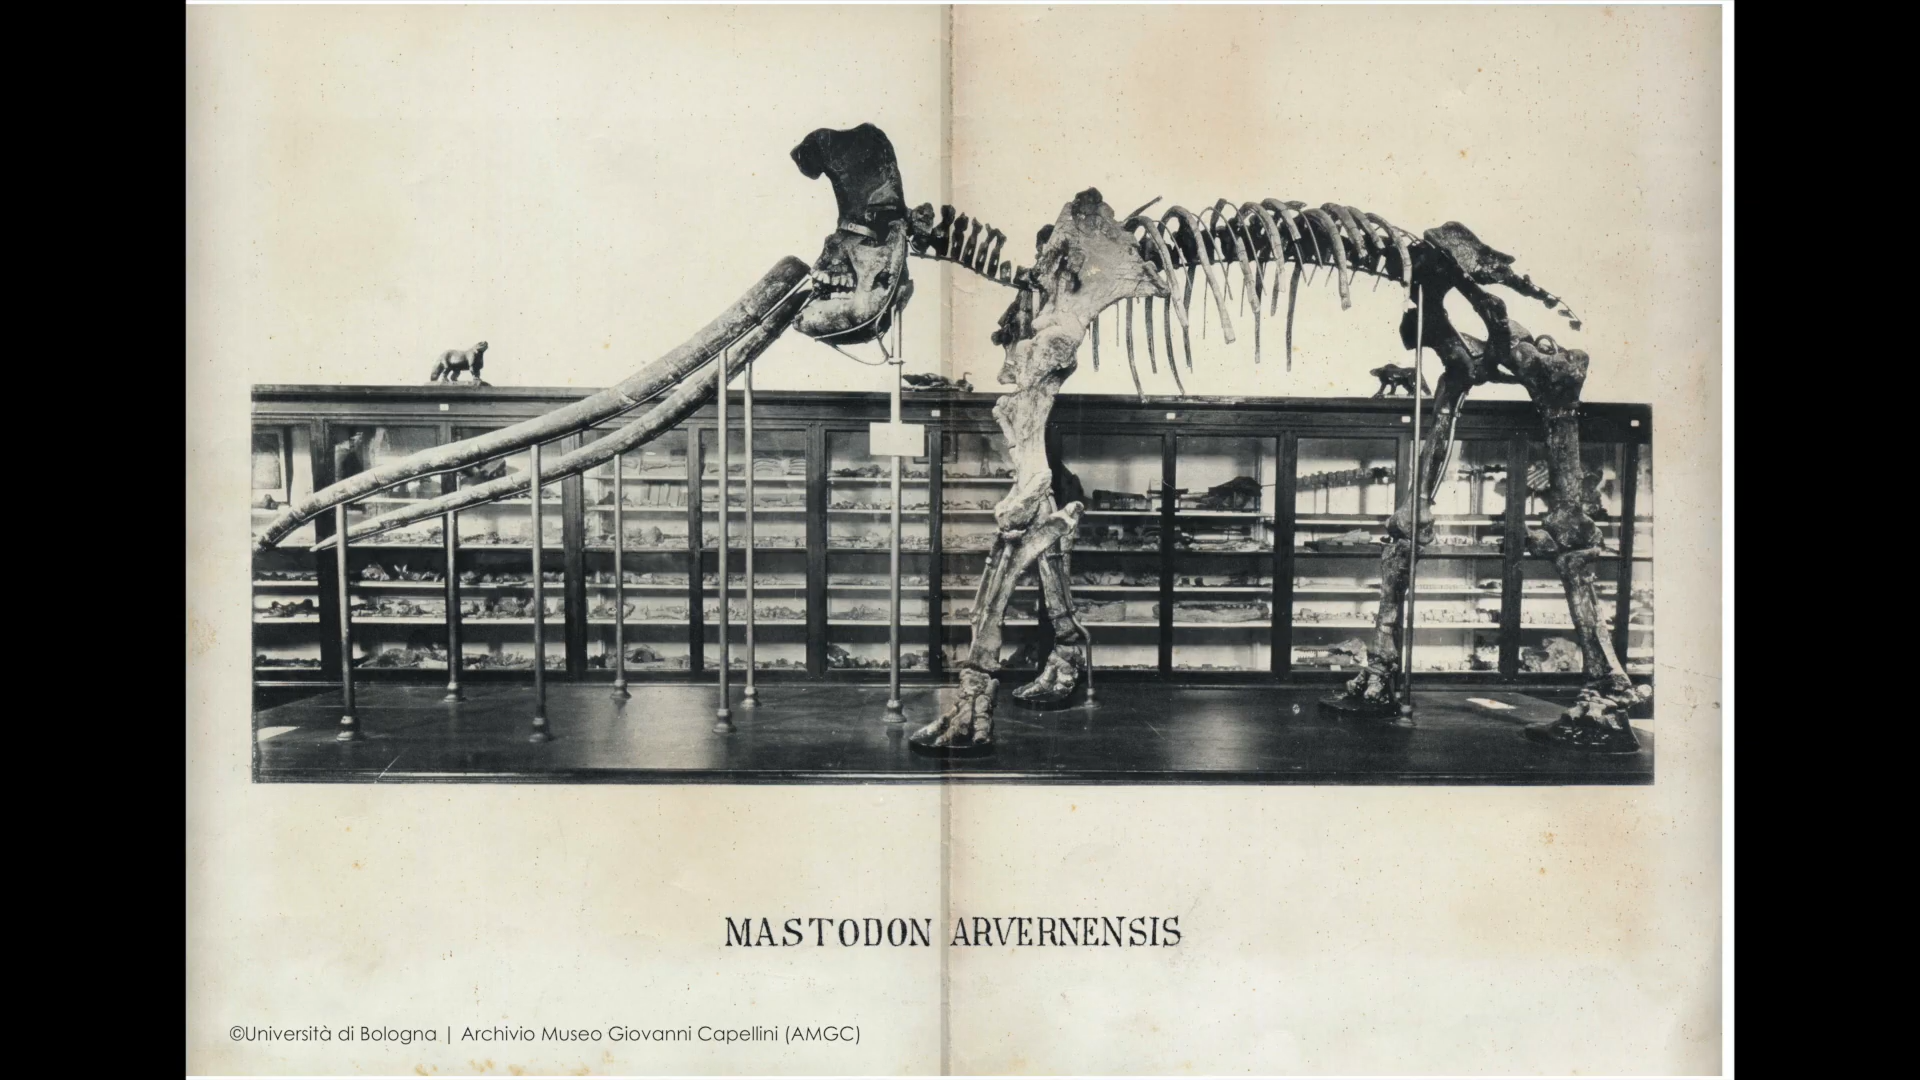 MASTODON ARVERNENSIS
©Università di Bologna | Archivio Museo Giovanni Capellini (AMGC)